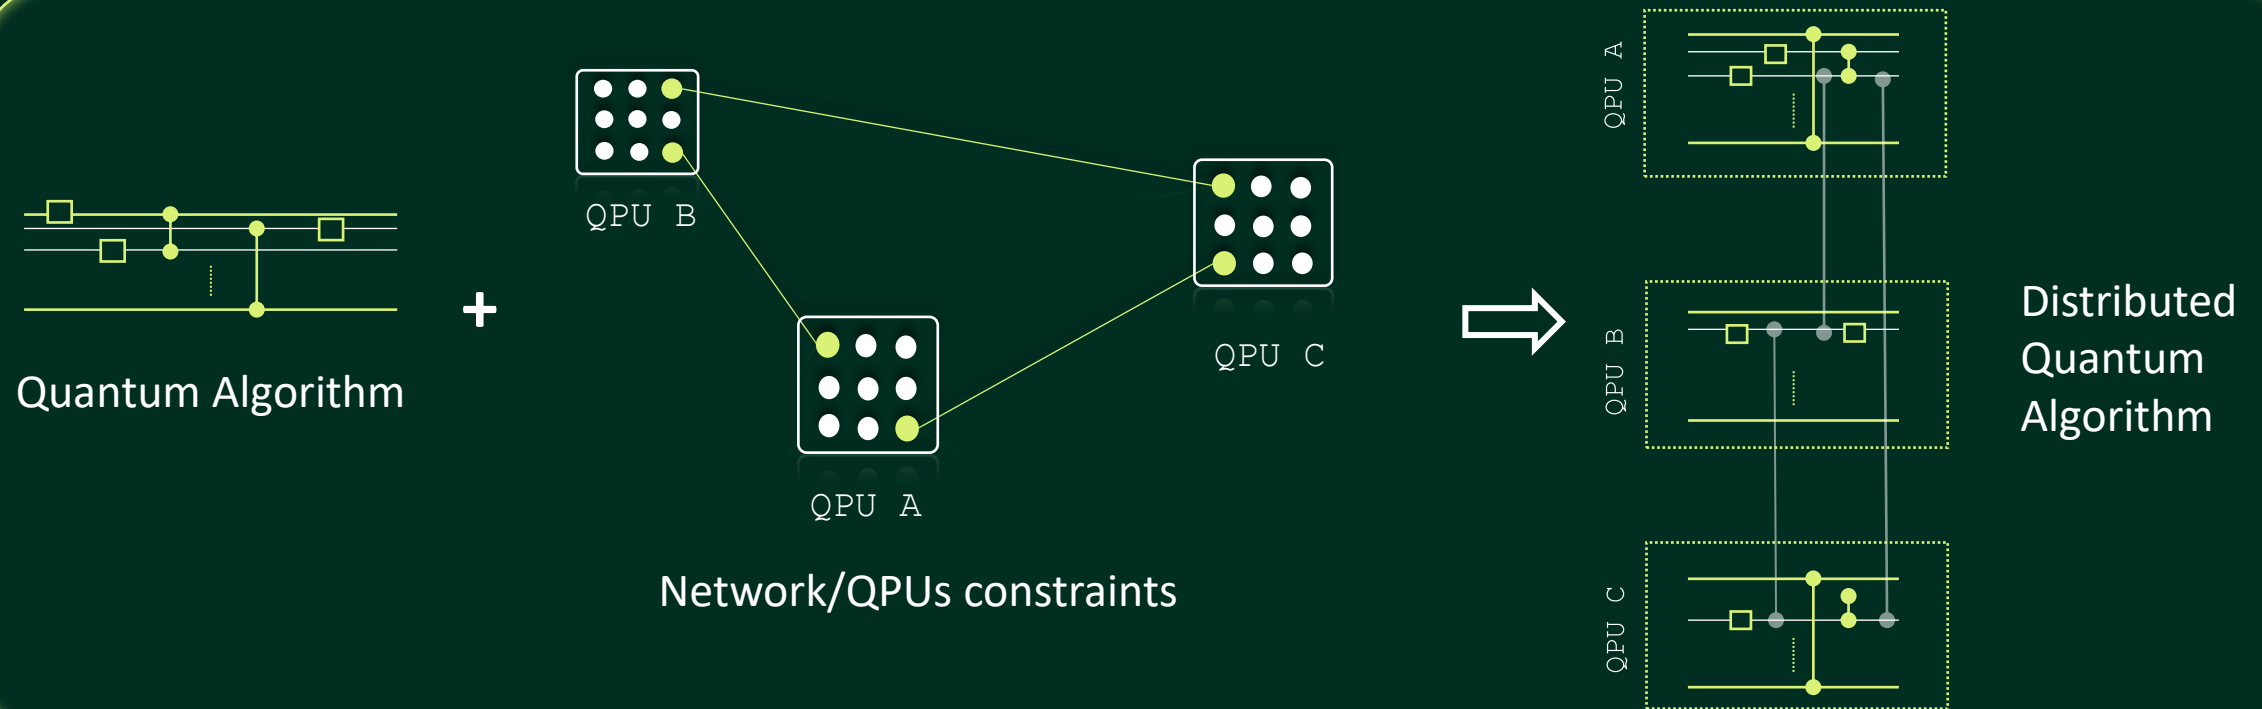 Quantum Algorithm
+
QPU B
QPU A
QPU C
Network/QPUs constraints
QPU A
QPU B
QPU C
Distributed
Quantum
Algorithm